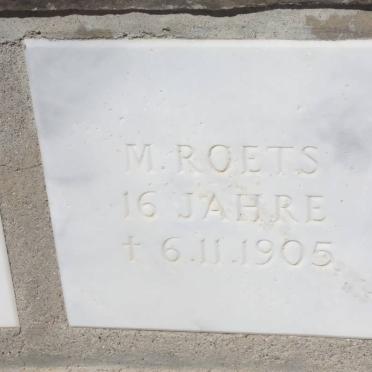 M. ROETS
16 JAHRE
† 6.11.1905